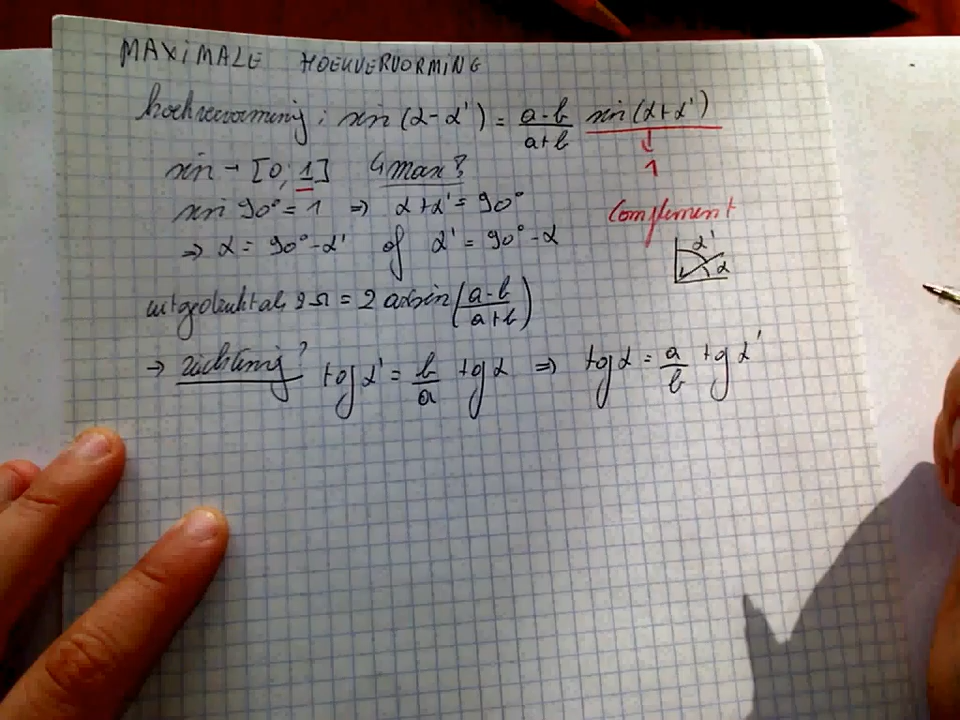 MAXIMALE HOEKVERVORMING
hoekvervorming : sin (α - α') = (a-b)/(a+b) sin (α+α')
sin → [0, 1] ↳ max? ↓ 1
sin 90° = 1 ⇒ α+α' = 90° Complement
⇒ α = 90° - α' of α' = 90° - α α' α
uitgedrukt als 2Ω = 2 arcsin ((a-b)/(a+b))
→ richting? tg α' = b/a tg α ⇒ tg α = a/b tg α'